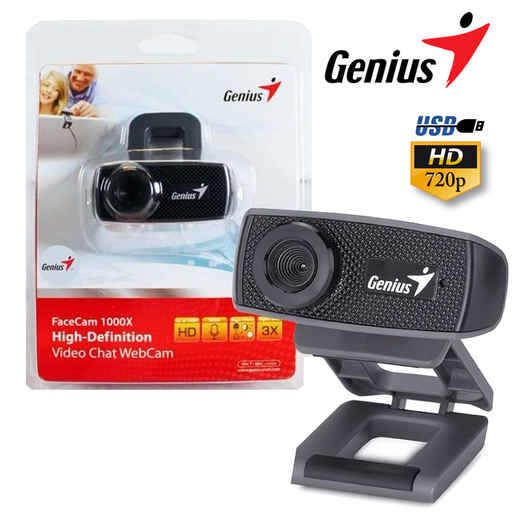 Genius
USB
HD
720p
Genius
Genius
Genius
FaceCam 1000X
High-Definition
Video Chat WebCam
HD
3X
Genius